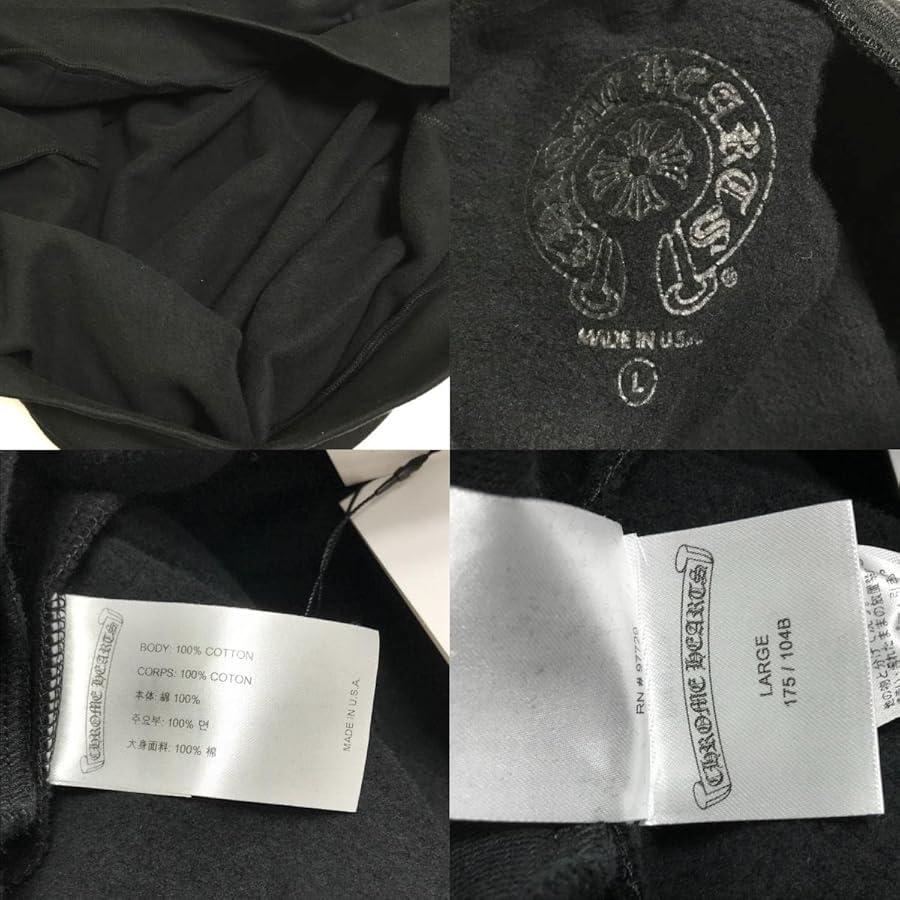 CHROME HEARTS
®
MADE IN U.S.A.
L
CHROME HEARTS
BODY: 100% COTTON
CORPS: 100% COTON
本体: 綿 100%
주요부: 100% 면
大身面料: 100% 棉
MADE IN U.S.A.
RN # 97729
CHROME HEARTS
LARGE
175 / 104B